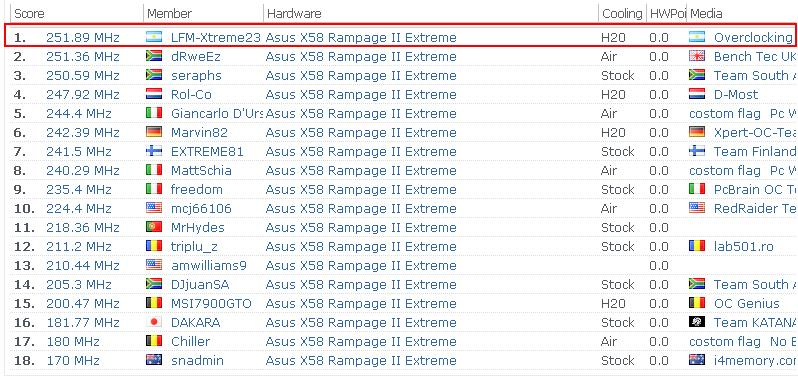 Score Member Hardware Cooling HWPoi Media
1. 251.89 MHz LFM-Xtreme23 Asus X58 Rampage II Extreme H20 0.0 Overclocking
2. 251.36 MHz dRweEz Asus X58 Rampage II Extreme Air 0.0 Bench Tec UK
3. 250.59 MHz seraphs Asus X58 Rampage II Extreme Stock 0.0 Team South A
4. 247.92 MHz Rol-Co Asus X58 Rampage II Extreme H20 0.0 D-Most
5. 244.4 MHz Giancarlo D'Urs Asus X58 Rampage II Extreme Air 0.0 costom flag Pc W
6. 242.39 MHz Marvin82 Asus X58 Rampage II Extreme H20 0.0 Xpert-OC-Tea
7. 241.5 MHz EXTREME81 Asus X58 Rampage II Extreme Stock 0.0 Team Finland
8. 240.29 MHz MattSchia Asus X58 Rampage II Extreme Air 0.0 costom flag Pc W
9. 235.4 MHz freedom Asus X58 Rampage II Extreme Stock 0.0 PcBrain OC T
10. 224.4 MHz mcj66106 Asus X58 Rampage II Extreme Air 0.0 RedRaider Te
11. 218.36 MHz MrHydes Asus X58 Rampage II Extreme Stock 0.0
12. 211.2 MHz triplu_z Asus X58 Rampage II Extreme Stock 0.0 lab501.ro
13. 210.44 MHz amwilliams9 Asus X58 Rampage II Extreme 0.0
14. 205.3 MHz DJjuanSA Asus X58 Rampage II Extreme Stock 0.0 Team South A
15. 200.47 MHz MSI7900GTO Asus X58 Rampage II Extreme H20 0.0 OC Genius
16. 181.77 MHz DAKARA Asus X58 Rampage II Extreme Stock 0.0 Team KATANA
17. 180 MHz Chiller Asus X58 Rampage II Extreme Air 0.0 costom flag No E
18. 170 MHz snadmin Asus X58 Rampage II Extreme Stock 0.0 i4memory.com